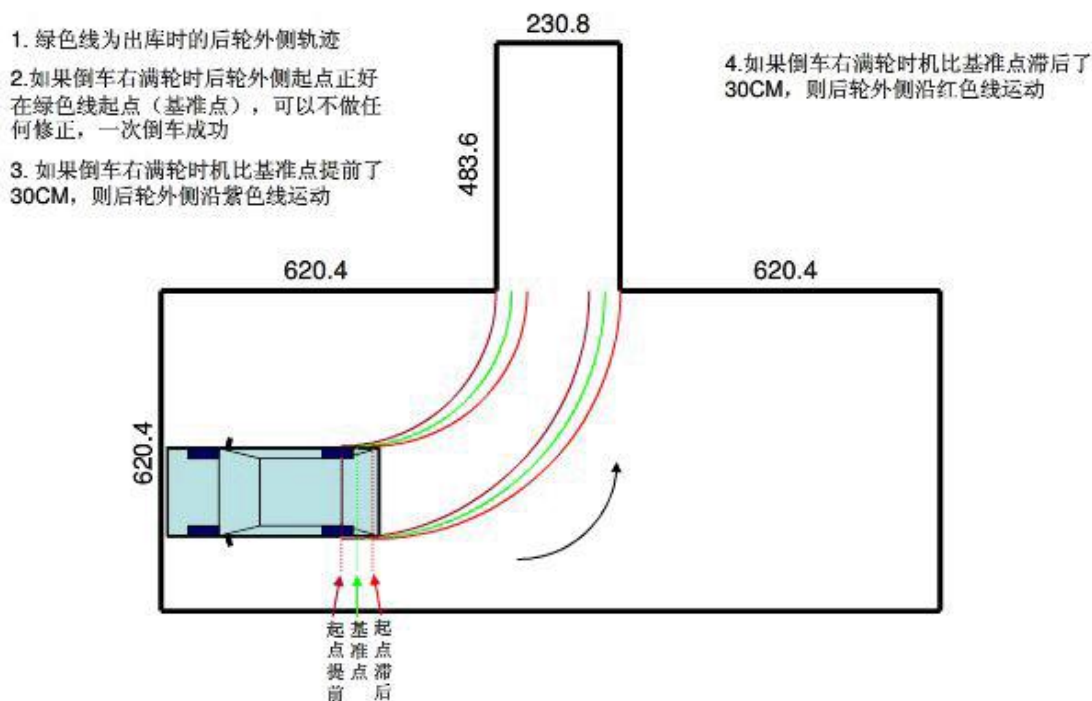 1. 绿色线为出库时的后轮外侧轨迹
2.如果倒车右满轮时后轮外侧起点正好
在绿色线起点（基准点），可以不做任
何修正，一次倒车成功
3. 如果倒车右满轮时机比基准点提前了
30CM，则后轮外侧沿紫色线运动
4.如果倒车右满轮时机比基准点滞后了
30CM，则后轮外侧沿红色线运动
230.8
483.6
620.4
620.4
620.4
起点提前
基准点
起点滞后